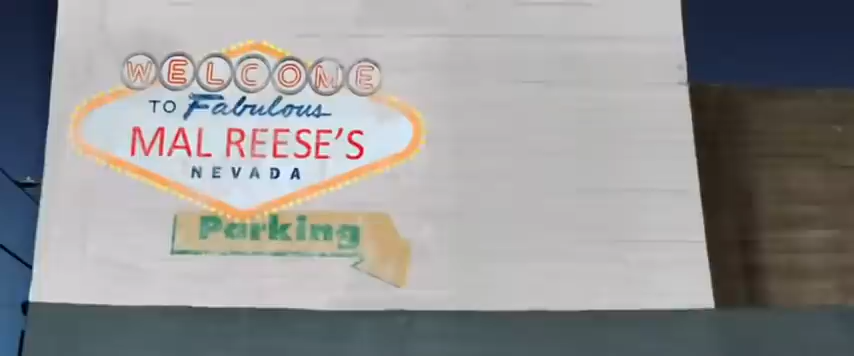 WELCOME
TO Fabulous
MAL REESE'S
NEVADA
Parking